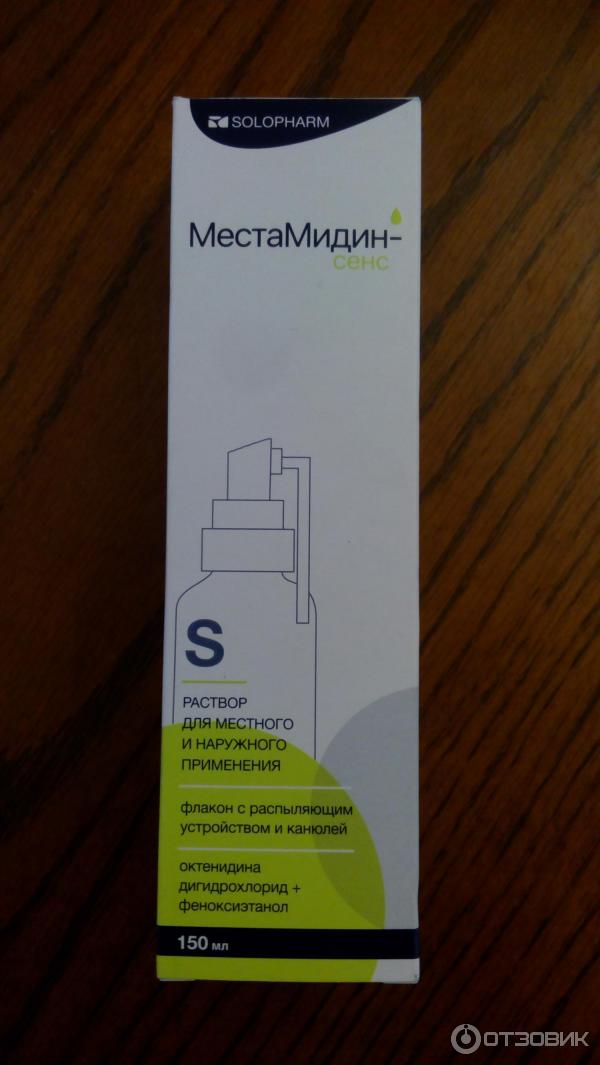 SOLOPHARM
МестаМидин-
сенс
S
РАСТВОР
ДЛЯ МЕСТНОГО
И НАРУЖНОГО
ПРИМЕНЕНИЯ
флакон с распыляющим
устройством и канюлей
октенидина
дигидрохлорид +
феноксиэтанол
150 мл
ОТЗОВИК